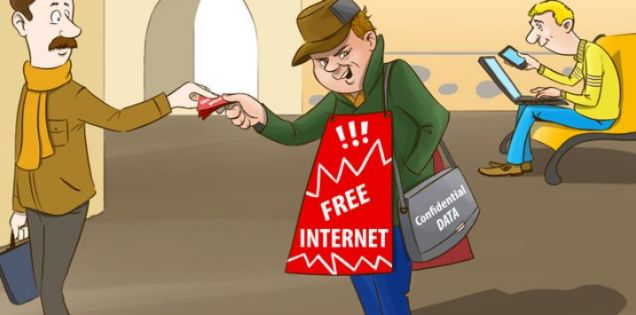 !!!
FREE
INTERNET
Confidential
DATA